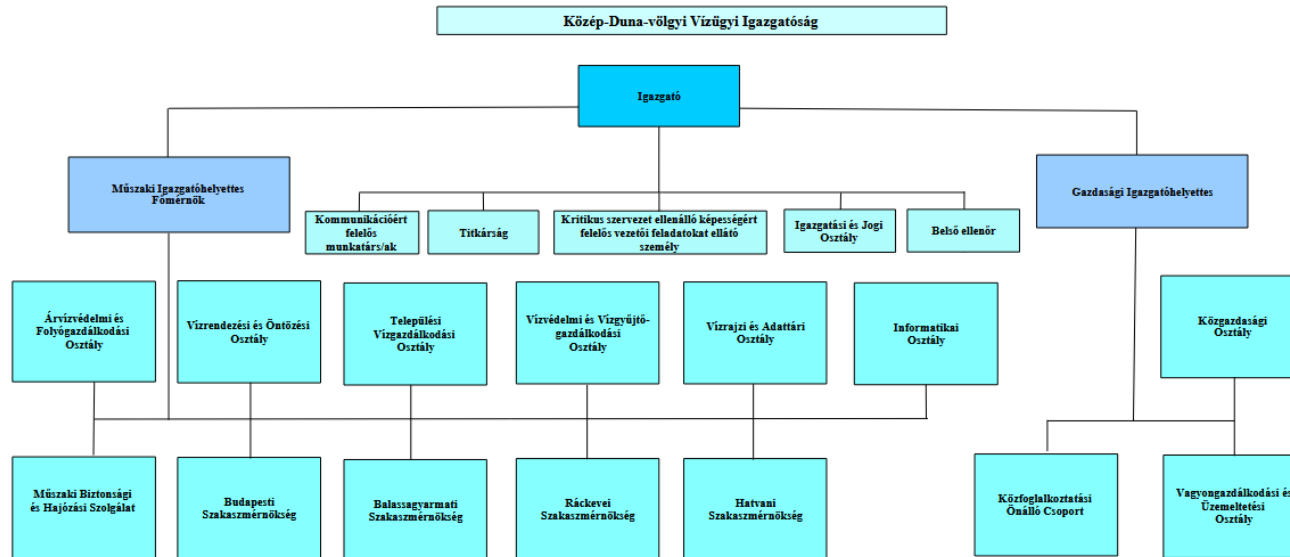 Közép-Duna-völgyi Vízügyi Igazgatóság
Igazgató
Műszaki Igazgatóhelyettes
Főmérnök
Gazdasági Igazgatóhelyettes
Kommunikációért
felelős
munkatárs/ak
Titkárság
Kritikus szervezet ellenálló képességért
felelős vezetői feladatokat ellátó
személy
Igazgatási és Jogi
Osztály
Belső ellenőr
Árvízvédelmi és
Folyógazdálkodási
Osztály
Vízrendezési és Öntözési
Osztály
Települési
Vízgazdálkodási
Osztály
Vízvédelmi és Vízgyűjtő-
gazdálkodási
Osztály
Vízrajzi és Adattári
Osztály
Informatikai
Osztály
Közgazdasági
Osztály
Műszaki Biztonsági
és Hajózási Szolgálat
Budapesti
Szakaszmérnökség
Balassagyarmati
Szakaszmérnökség
Ráckevei
Szakaszmérnökség
Hatvani
Szakaszmérnökség
Közfoglalkoztatási
Önálló Csoport
Vagyongazdálkodási és
Üzemeltetési
Osztály